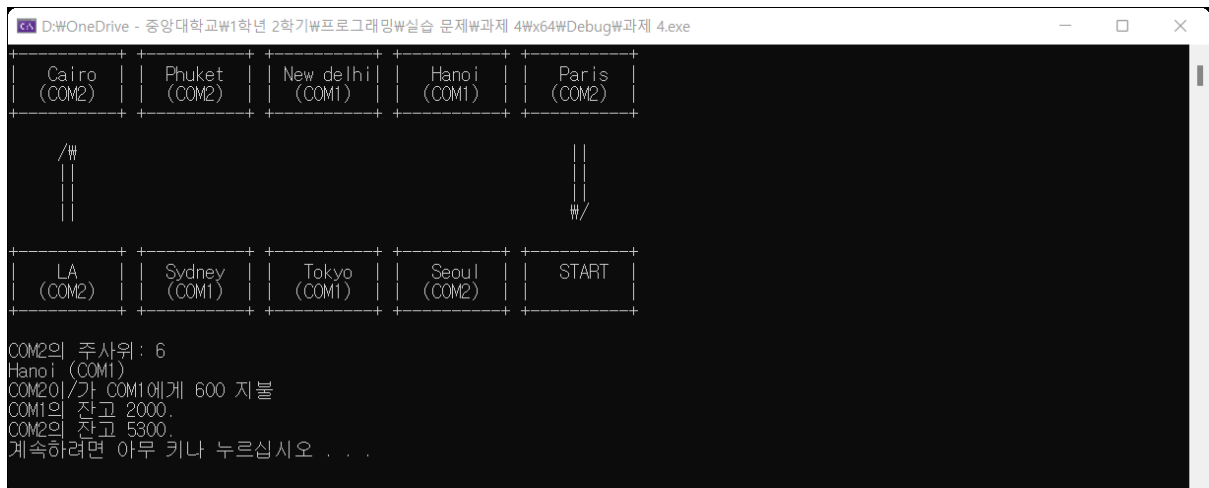 D:₩OneDrive - 중앙대학교₩1학년 2학기₩프로그래밍₩실습 문제₩과제 4₩x64₩Debug₩과제 4.exe
+----------+ +----------+ +----------+ +----------+ +----------+
|   Cairo  | |  Phuket  | | New delhi| |   Hanoi  | |   Paris  |
|  (COM2)  | |  (COM2)  | |  (COM1)  | |  (COM1)  | |  (COM2)  |
+----------+ +----------+ +----------+ +----------+ +----------+
/₩ ||
|| ||
|| ||
|| ₩/
+----------+ +----------+ +----------+ +----------+ +----------+
|    LA    | |  Sydney  | |   Tokyo  | |   Seoul  | |   START  |
|  (COM2)  | |  (COM1)  | |  (COM1)  | |  (COM2)  | |          |
+----------+ +----------+ +----------+ +----------+ +----------+
COM2의 주사위: 6
Hanoi (COM1)
COM2이/가 COM1에게 600 지불
COM1의 잔고 2000.
COM2의 잔고 5300.
계속하려면 아무 키나 누르십시오 . . .